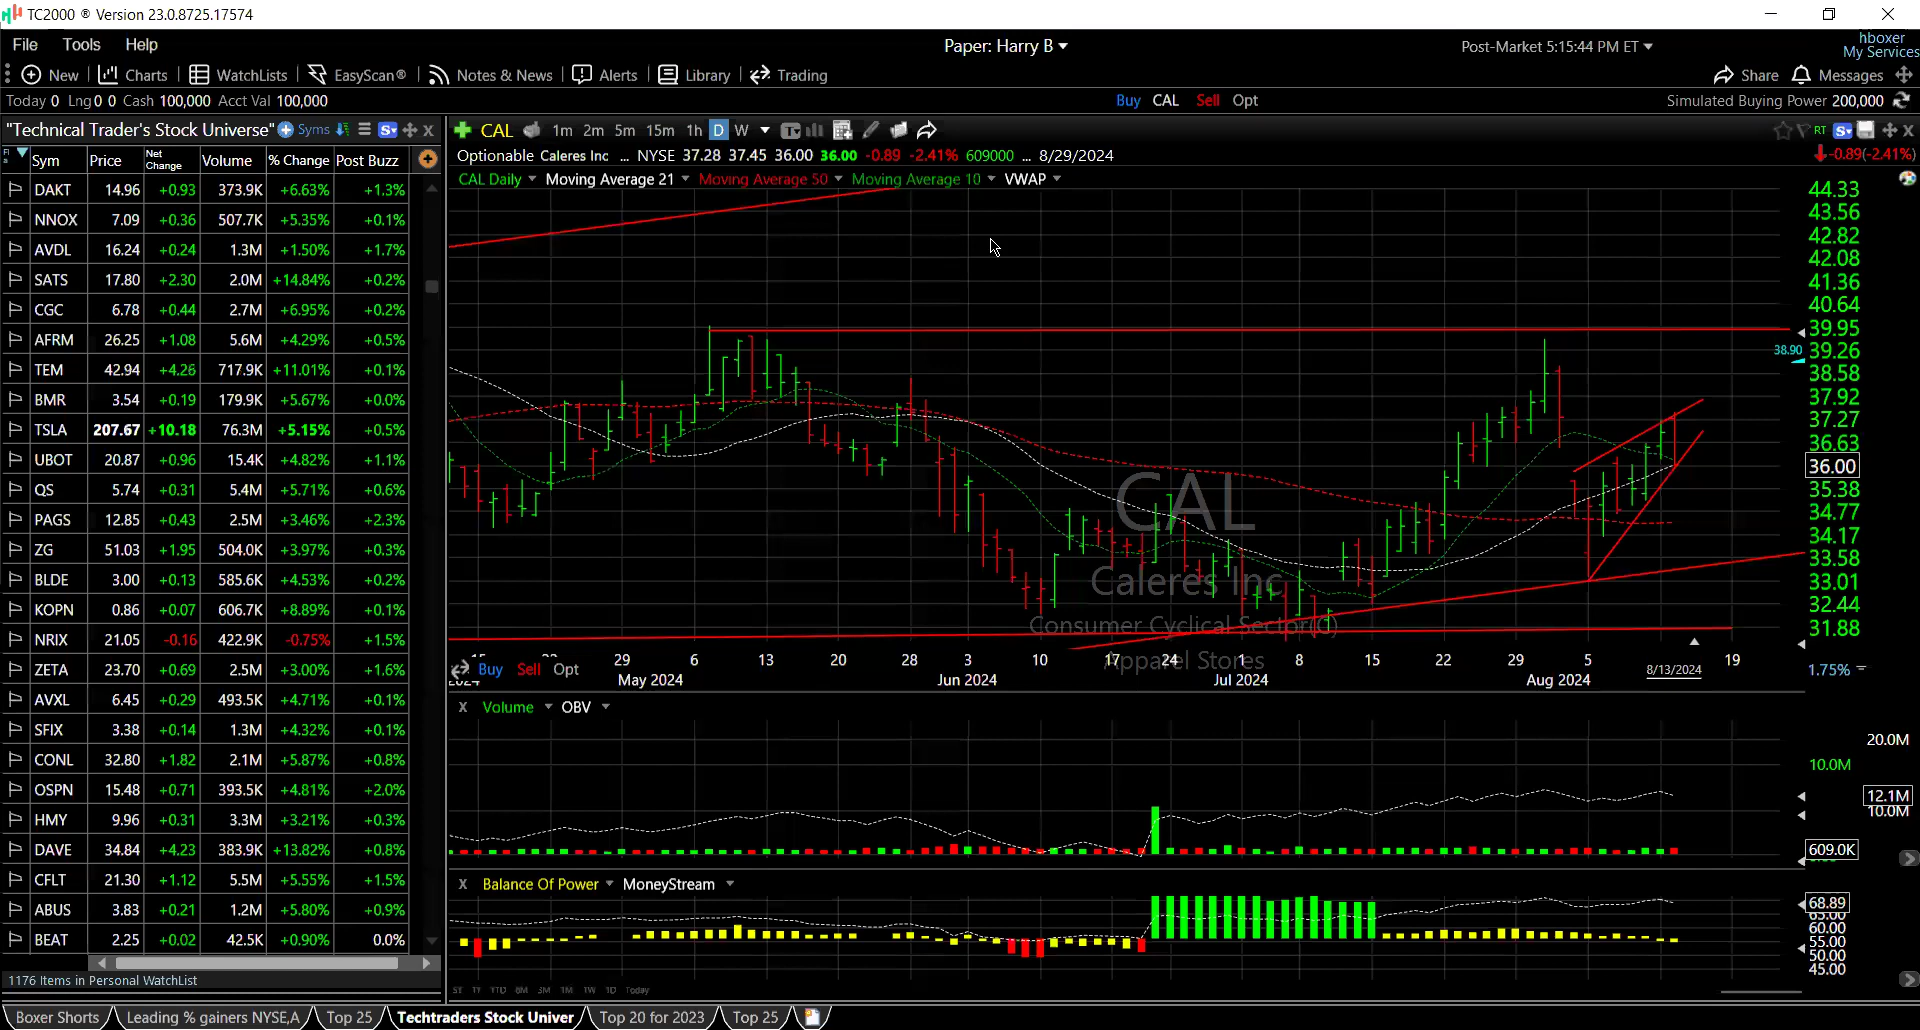 TC2000 ® Version 23.0.8725.17574
File Tools Help
Paper: Harry B
Post-Market 5:15:44 PM ET
hboxer
My Services
New Charts WatchLists EasyScan® Notes & News Alerts Library Trading
Share Messages
Today 0 Lng 0 0 Cash 100,000 Acct Val 100,000
Buy CAL Sell Opt
Simulated Buying Power 200,000
"Technical Trader's Stock Universe" Syms S
CAL 1m 2m 5m 15m 1h D W
RT S
Sym Price Net Change Volume % Change Post Buzz
Optionable Caleres Inc ... NYSE 37.28 37.45 36.00 36.00 -0.89 -2.41% 609000 ... 8/29/2024
-0.89(-2.41%)
CAL Daily Moving Average 21 Moving Average 50 Moving Average 10 VWAP
DAKT 14.96 +0.93 373.9K +6.63% +1.3%
NNOX 7.09 +0.36 507.7K +5.35% +0.1%
AVDL 16.24 +0.24 1.3M +1.50% +1.7%
SATS 17.80 +2.30 2.0M +14.84% +0.2%
CGC 6.78 +0.44 2.7M +6.95% +0.2%
AFRM 26.25 +1.08 5.6M +4.29% +0.5%
TEM 42.94 +4.26 717.9K +11.01% +0.1%
BMR 3.54 +0.19 179.9K +5.67% +0.0%
TSLA 207.67 +10.18 76.3M +5.15% +0.5%
UBOT 20.87 +0.96 15.4K +4.82% +1.1%
QS 5.74 +0.31 5.4M +5.71% +0.6%
PAGS 12.85 +0.43 2.5M +3.46% +2.3%
ZG 51.03 +1.95 504.0K +3.97% +0.3%
BLDE 3.00 +0.13 585.6K +4.53% +0.2%
KOPN 0.86 +0.07 606.7K +8.89% +0.1%
NRIX 21.05 -0.16 422.9K -0.75% +1.5%
ZETA 23.70 +0.69 2.5M +3.00% +1.6%
AVXL 6.45 +0.29 493.5K +4.71% +0.1%
SFIX 3.38 +0.14 1.3M +4.32% +0.1%
CONL 32.80 +1.82 2.1M +5.87% +0.8%
OSPN 15.48 +0.71 393.5K +4.81% +2.0%
HMY 9.96 +0.31 3.3M +3.21% +0.3%
DAVE 34.84 +4.23 383.9K +13.82% +0.8%
CFLT 21.30 +1.12 5.5M +5.55% +1.5%
ABUS 3.83 +0.21 1.2M +5.80% +0.9%
BEAT 2.25 +0.02 42.5K +0.90% 0.0%
1176 Items in Personal WatchList
44.33
43.56
42.82
42.08
41.36
40.64
39.95
38.90
39.26
38.58
37.92
37.27
36.63
36.00
35.38
34.77
34.17
33.58
33.01
32.44
31.88
CAL
Caleres Inc
Consumer Cyclical Sector
Apparel Stores
29 6 13 20 28 3 10 17 24 1 8 15 22 29 5 19
Buy Sell Opt
8/13/2024
1.75%
May 2024 Jun 2024 Jul 2024 Aug 2024
X Volume OBV
20.0M
10.0M
12.1M
10.0M
609.0K
X Balance Of Power MoneyStream
68.89
60.00
55.00
50.00
45.00
5Y 1Y YTD 6M 3M 1M 1W 1D Today
Boxer Shorts Leading % gainers NYSE,A Top 25 Techtraders Stock Univer Top 20 for 2023 Top 25